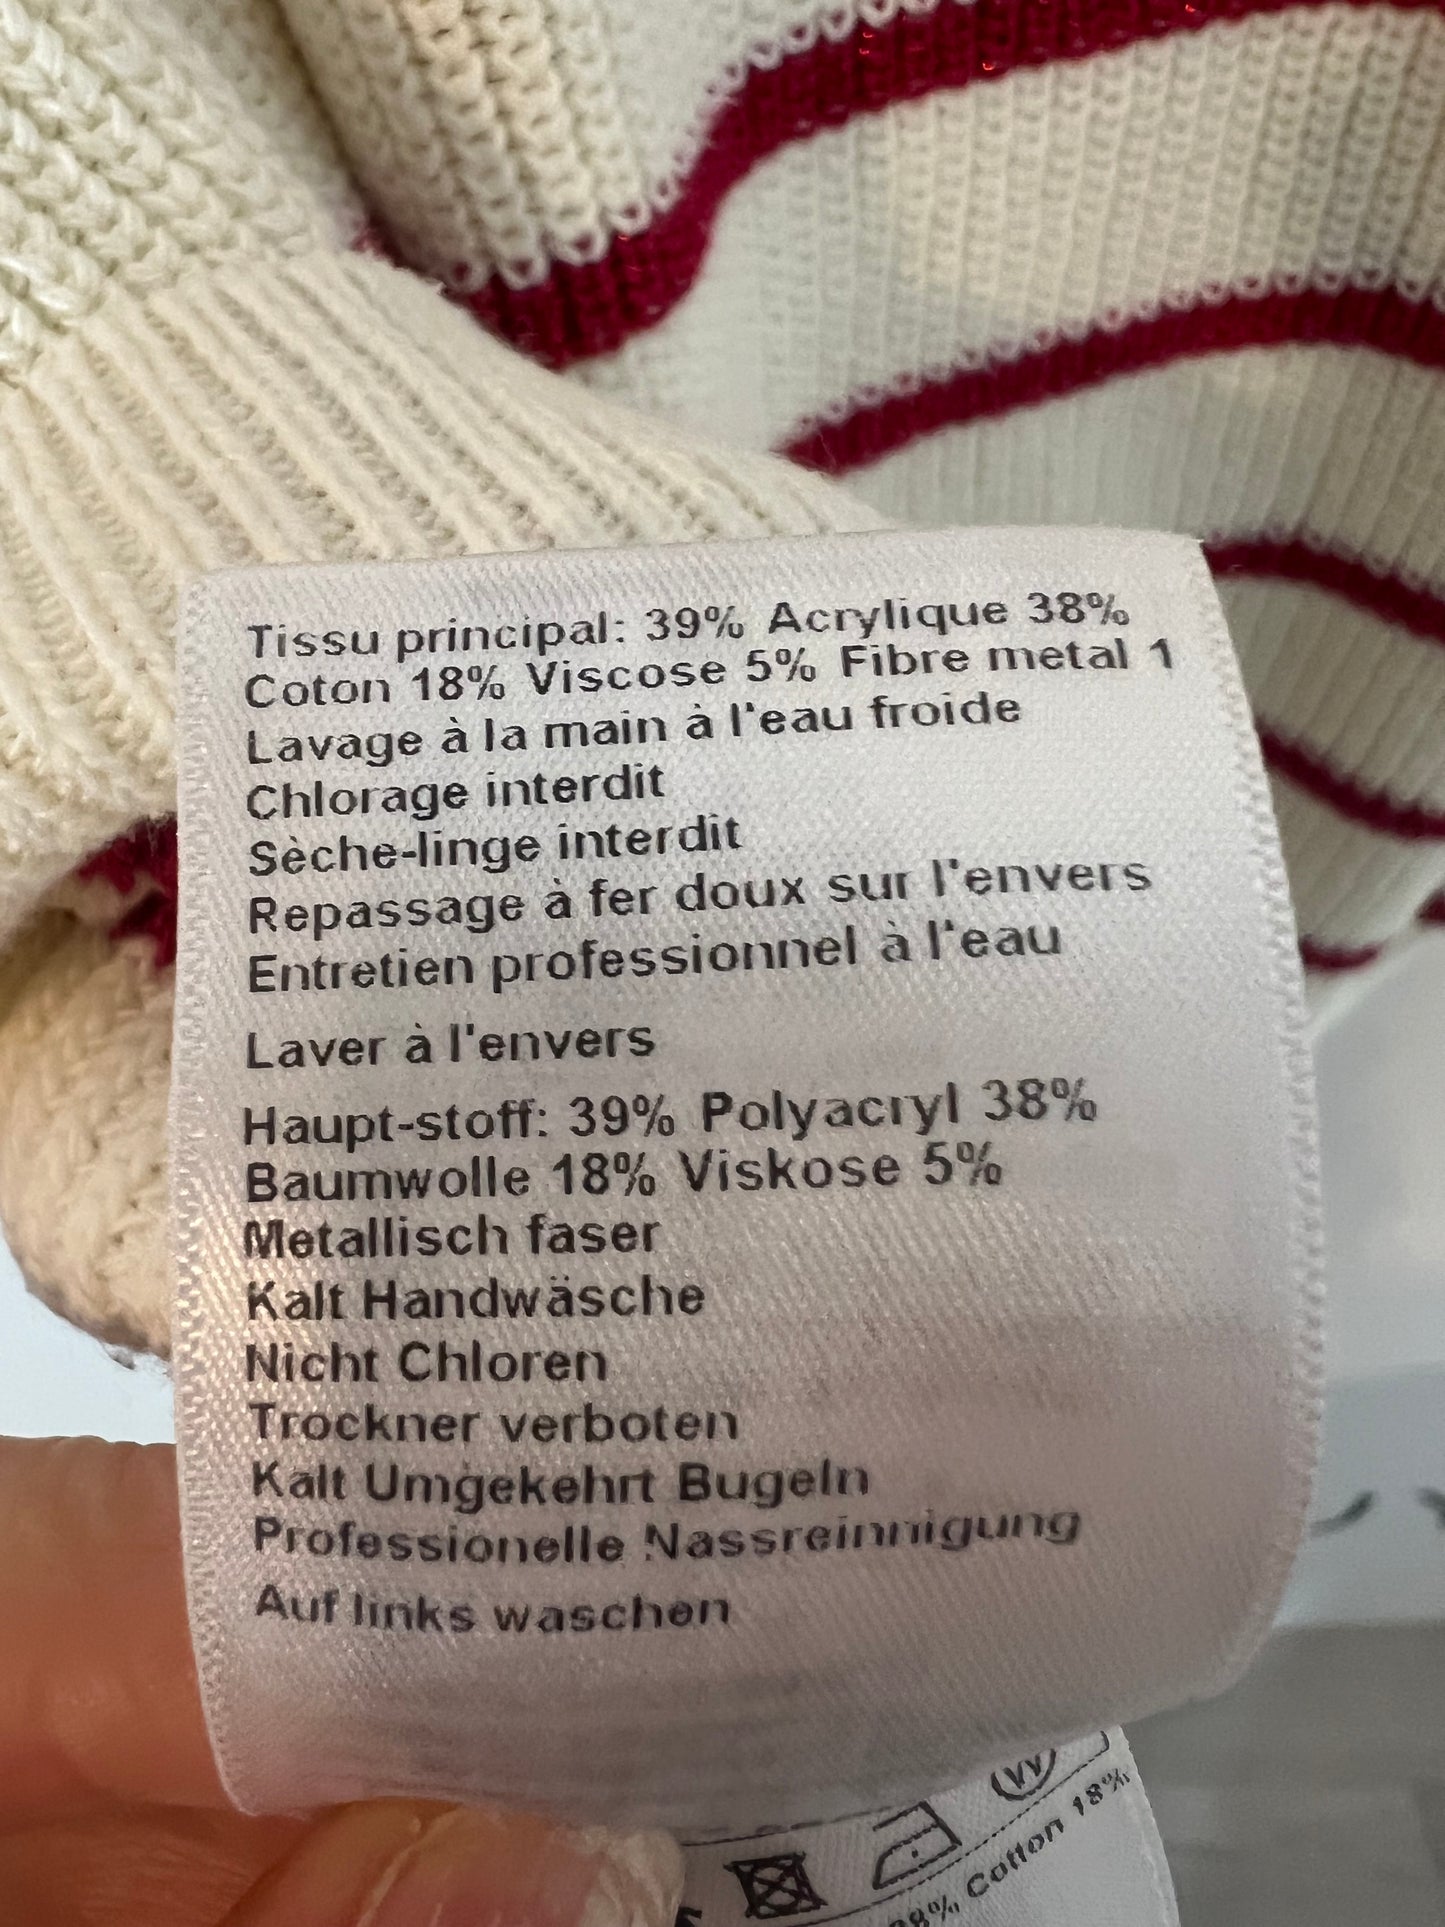 Tissu principal: 39% Acrylique 38%
Coton 18% Viscose 5% Fibre metal 1
Lavage à la main à l'eau froide
Chlorage interdit
Sèche-linge interdit
Repassage à fer doux sur l'envers
Entretien professionnel à l'eau
Laver à l'envers
Haupt-stoff: 39% Polyacryl 38%
Baumwolle 18% Viskose 5%
Metallisch faser
Kalt Handwäsche
Nicht Chloren
Trockner verboten
Kalt Umgekehrt Bugeln
Professionelle Nassreinnigung
Auf links waschen
W
Cotton 18%